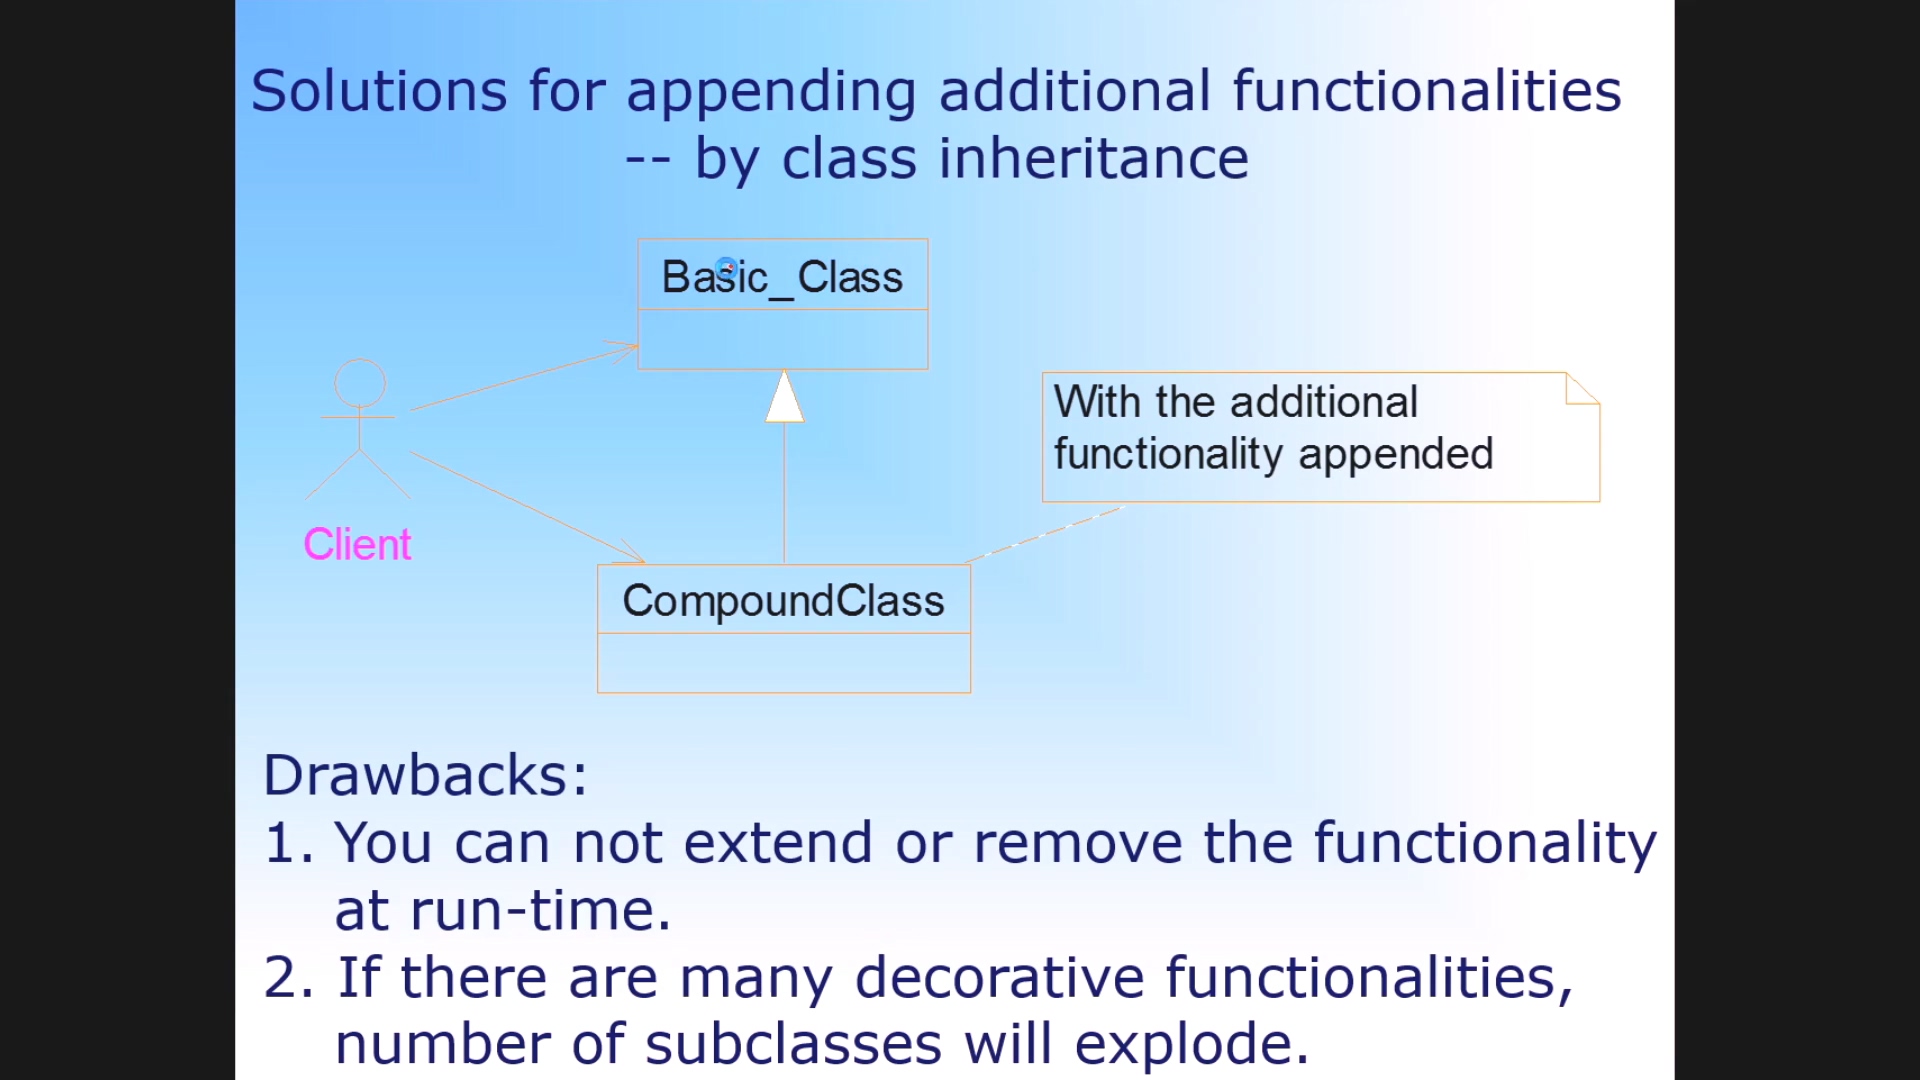 Solutions for appending additional functionalities
-- by class inheritance
Basic_Class
With the additional
functionality appended
Client
CompoundClass
Drawbacks:
1. You can not extend or remove the functionality
at run-time.
2. If there are many decorative functionalities,
number of subclasses will explode.